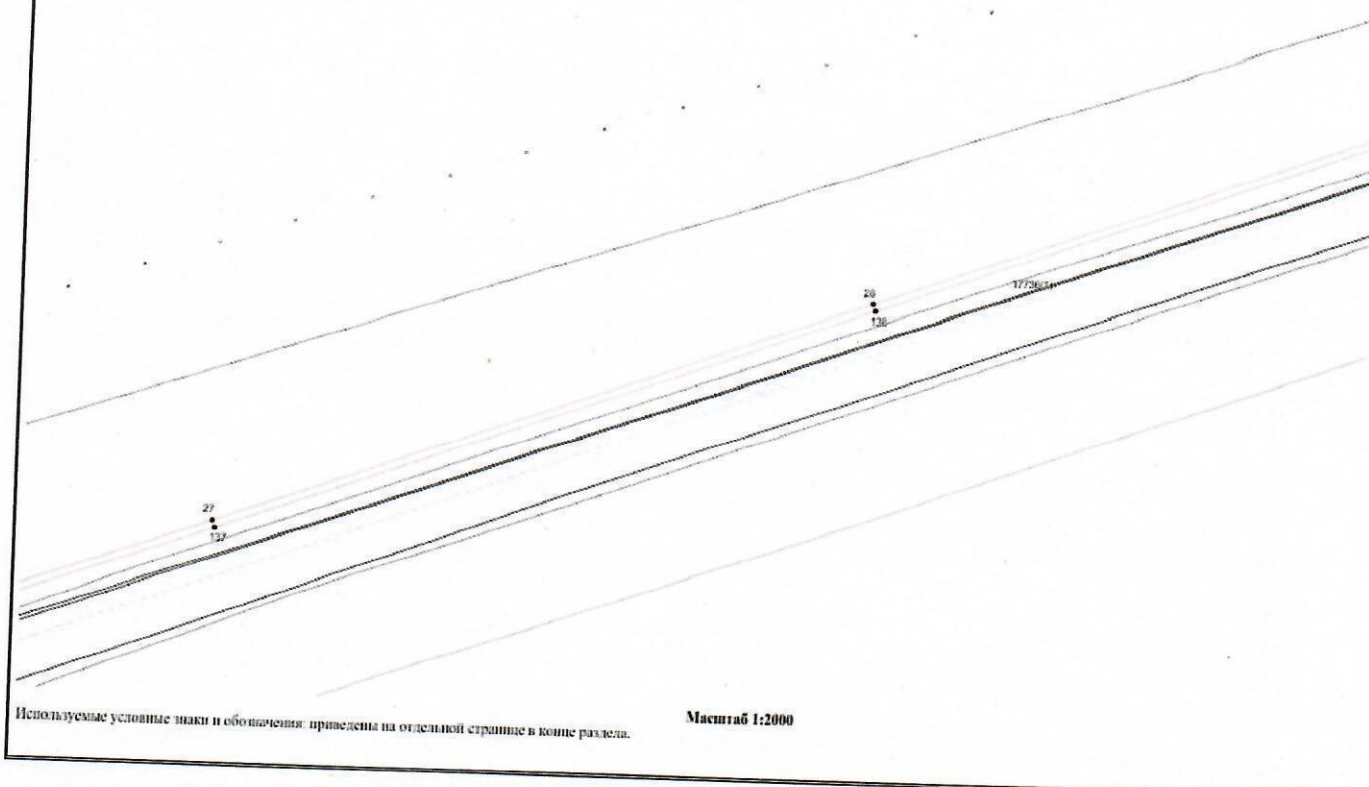 28
138
27
137
Используемые условные знаки и обозначения: приведены на отдельной странице в конце раздела.
Масштаб 1:2000